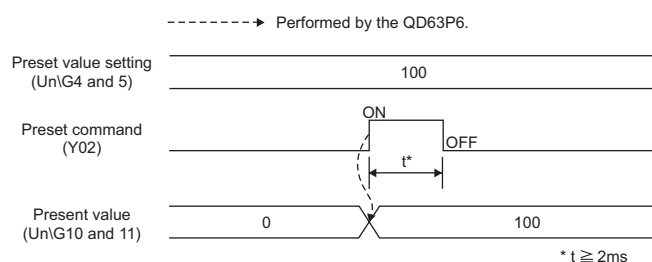 Performed by the QD63P6.
Preset value setting
(Un\G4 and 5)
100
Preset command
(Y02)
ON
OFF
t*
Present value
(Un\G10 and 11)
0
100
* t ≧ 2ms